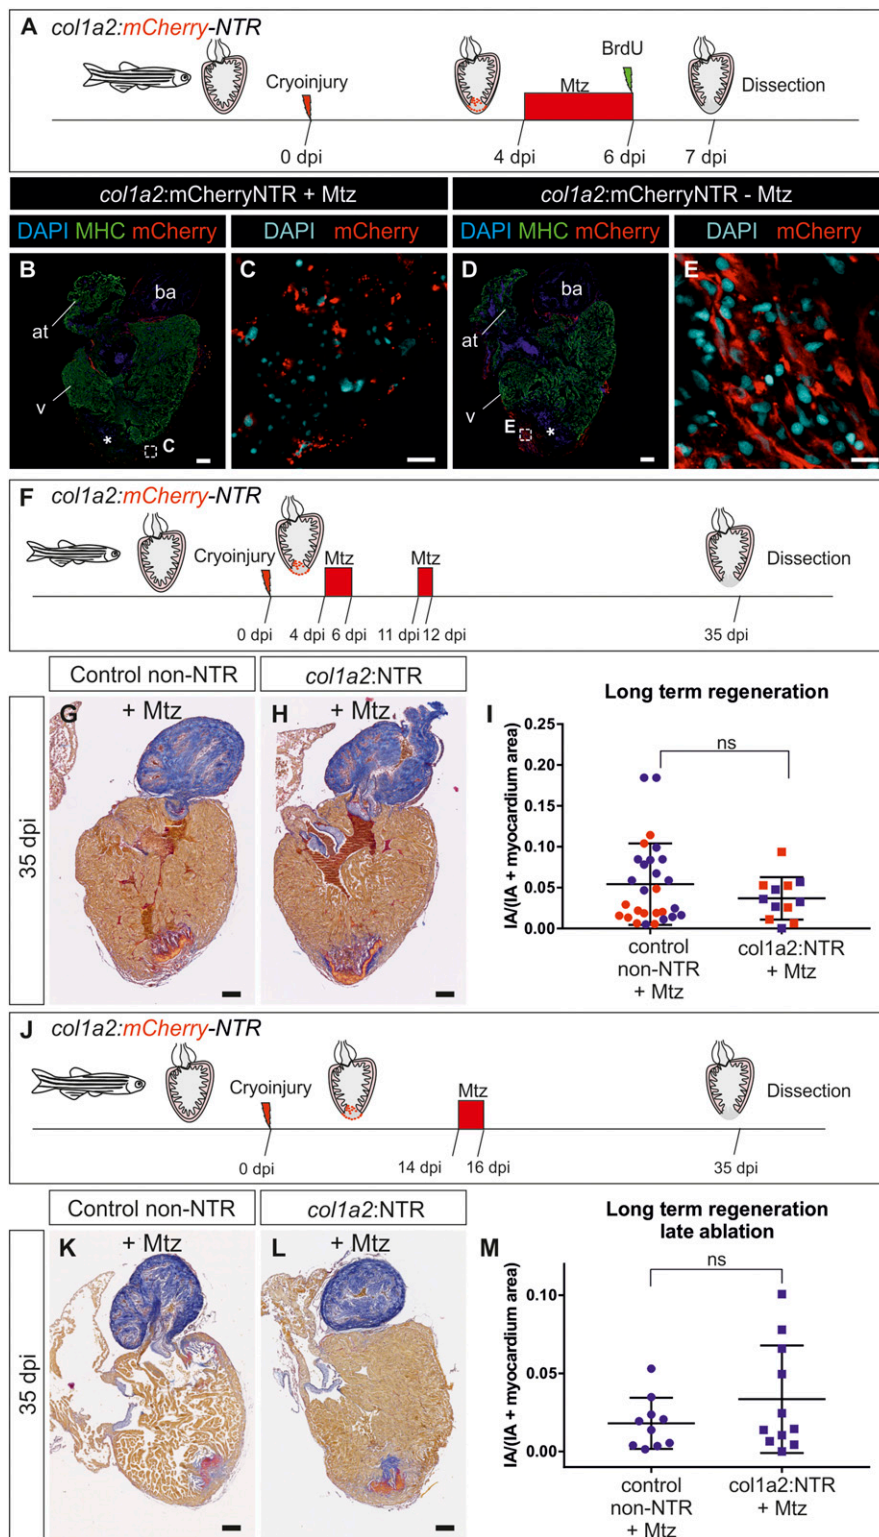 A col1a2:mCherry-NTR
Cryoinjury
Mtz
BrdU
Dissection
0 dpi
4 dpi
6 dpi
7 dpi
col1a2:mCherryNTR + Mtz
col1a2:mCherryNTR - Mtz
DAPI MHC mCherry
DAPI mCherry
DAPI MHC mCherry
DAPI mCherry
B
ba
at
v
*
C
C
D
ba
at
v
E
*
E
F col1a2:mCherry-NTR
Cryoinjury
Mtz
Mtz
Dissection
0 dpi
4 dpi
6 dpi
11 dpi
12 dpi
35 dpi
Control non-NTR
col1a2:NTR
35 dpi
G + Mtz
H + Mtz
I
Long term regeneration
ns
IA/(IA + myocardium area)
0.25
0.20
0.15
0.10
0.05
0.00
control
non-NTR
+ Mtz
col1a2:NTR
+ Mtz
J col1a2:mCherry-NTR
Cryoinjury
Mtz
Dissection
0 dpi
14 dpi
16 dpi
35 dpi
Control non-NTR
col1a2:NTR
35 dpi
K + Mtz
L + Mtz
M
Long term regeneration
late ablation
ns
IA/(IA + myocardium area)
0.10
0.05
0.00
control
non-NTR
+ Mtz
col1a2:NTR
+ Mtz